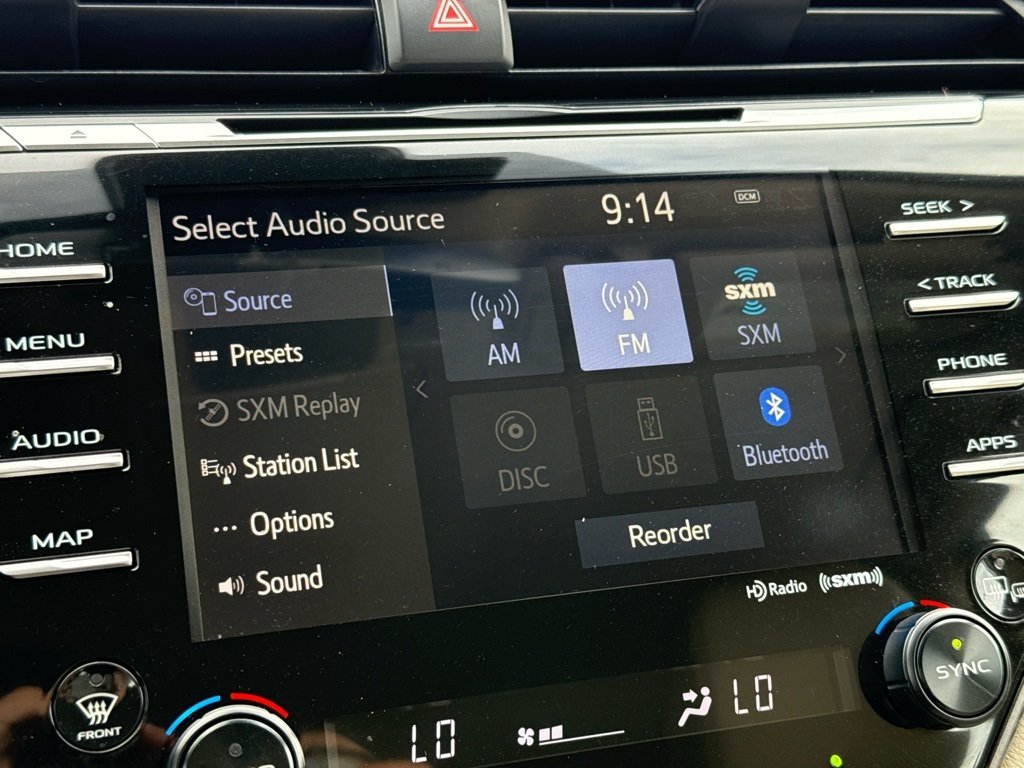 Select Audio Source
9:14
DCM
HOME
MENU
AUDIO
MAP
Source
Presets
SXM Replay
Station List
Options
Sound
AM
FM
sxm
SXM
DISC
USB
Bluetooth
Reorder
SEEK >
< TRACK
PHONE
APPS
HD Radio
((sxm))
FRONT
LO
LO
SYNC